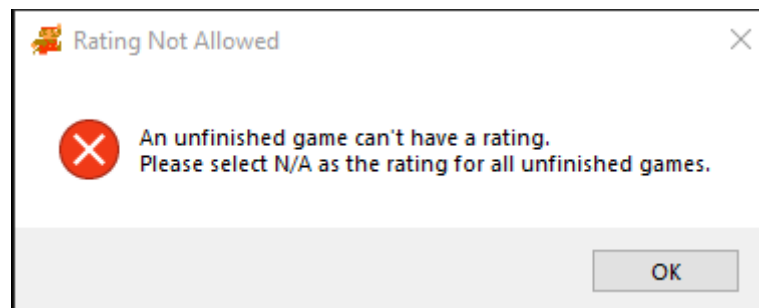 Rating Not Allowed
An unfinished game can't have a rating.
Please select N/A as the rating for all unfinished games.
OK